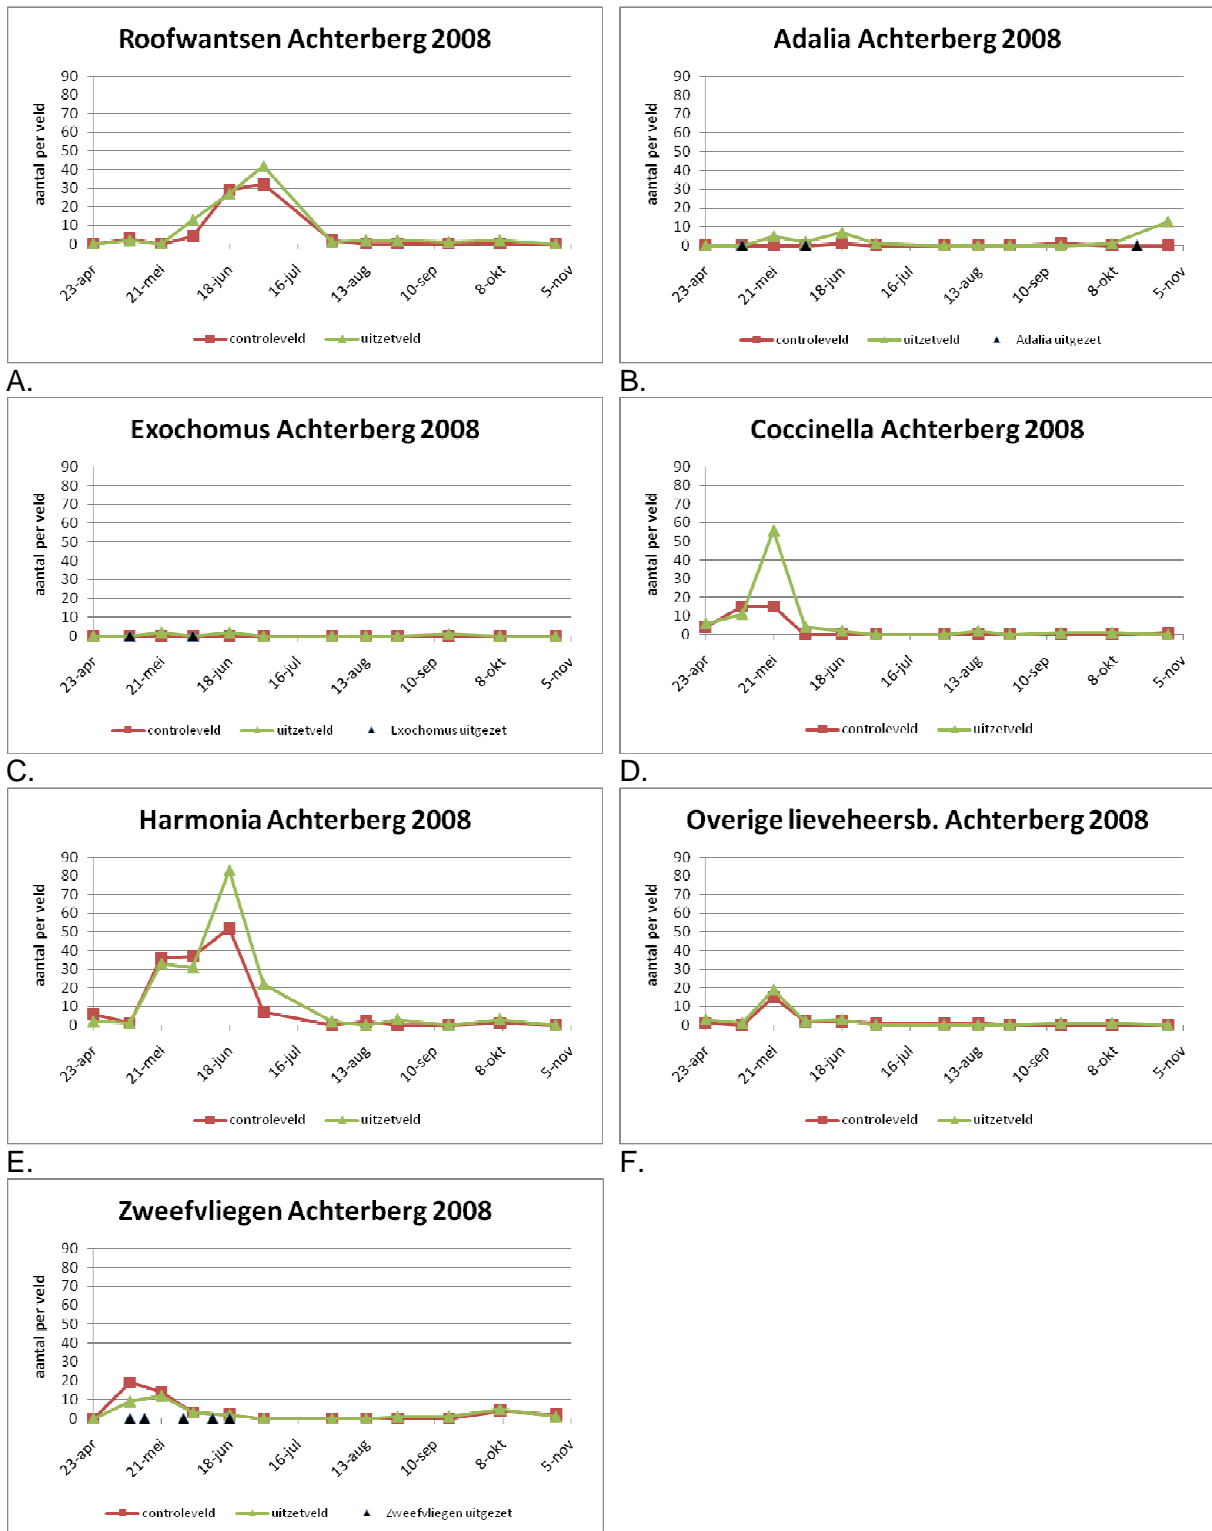 Roofwantsen Achterberg 2008
aantal per veld
90
80
70
60
50
40
30
20
10
0
23-apr
21-mei
18-jun
16-jul
13-aug
10-sep
8-okt
5-nov
controleveld
uitzetveld
A.
Adalia Achterberg 2008
aantal per veld
90
80
70
60
50
40
30
20
10
0
23-apr
21-mei
18-jun
16-jul
13-aug
10-sep
8-okt
5-nov
controleveld
uitzetveld
Adalia uitgezet
B.
Exochomus Achterberg 2008
aantal per veld
90
80
70
60
50
40
30
20
10
0
23-apr
21-mei
18-jun
16-jul
13-aug
10-sep
8-okt
5-nov
controleveld
uitzetveld
Exochomus uitgezet
C.
Coccinella Achterberg 2008
aantal per veld
90
80
70
60
50
40
30
20
10
0
23-apr
21-mei
18-jun
16-jul
13-aug
10-sep
8-okt
5-nov
controleveld
uitzetveld
D.
Harmonia Achterberg 2008
aantal per veld
90
80
70
60
50
40
30
20
10
0
23-apr
21-mei
18-jun
16-jul
13-aug
10-sep
8-okt
5-nov
controleveld
uitzetveld
E.
Overige lieveheersb. Achterberg 2008
aantal per veld
90
80
70
60
50
40
30
20
10
0
23-apr
21-mei
18-jun
16-jul
13-aug
10-sep
8-okt
5-nov
controleveld
uitzetveld
F.
Zweefvliegen Achterberg 2008
aantal per veld
90
80
70
60
50
40
30
20
10
0
23-apr
21-mei
18-jun
16-jul
13-aug
10-sep
8-okt
5-nov
controleveld
uitzetveld
Zweefvliegen uitgezet